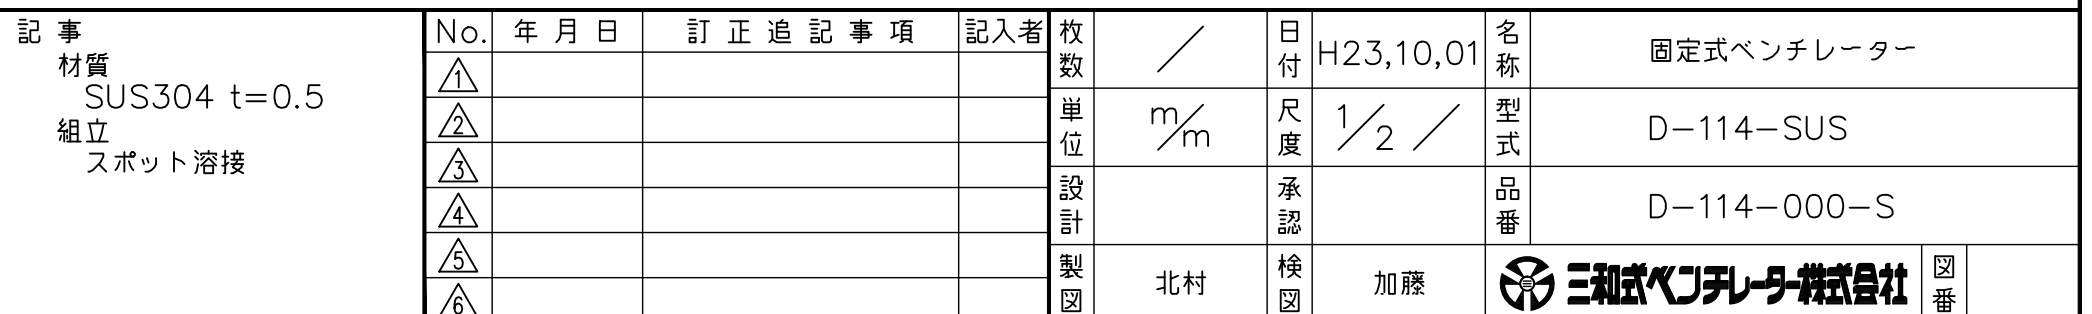 記事
材質
SUS304 t=0.5
組立
スポット溶接
No. 年月日 訂正追記事項 記入者
1
2
3
4
5
6
枚数 /
日付 H23,10,01
名称 固定式ベンチレーター
単位 m/m
尺度 1/2 /
型式 D-114-SUS
設計
承認
品番 D-114-000-S
製図 北村
検図 加藤
三和式ベンチレーター株式会社
図番